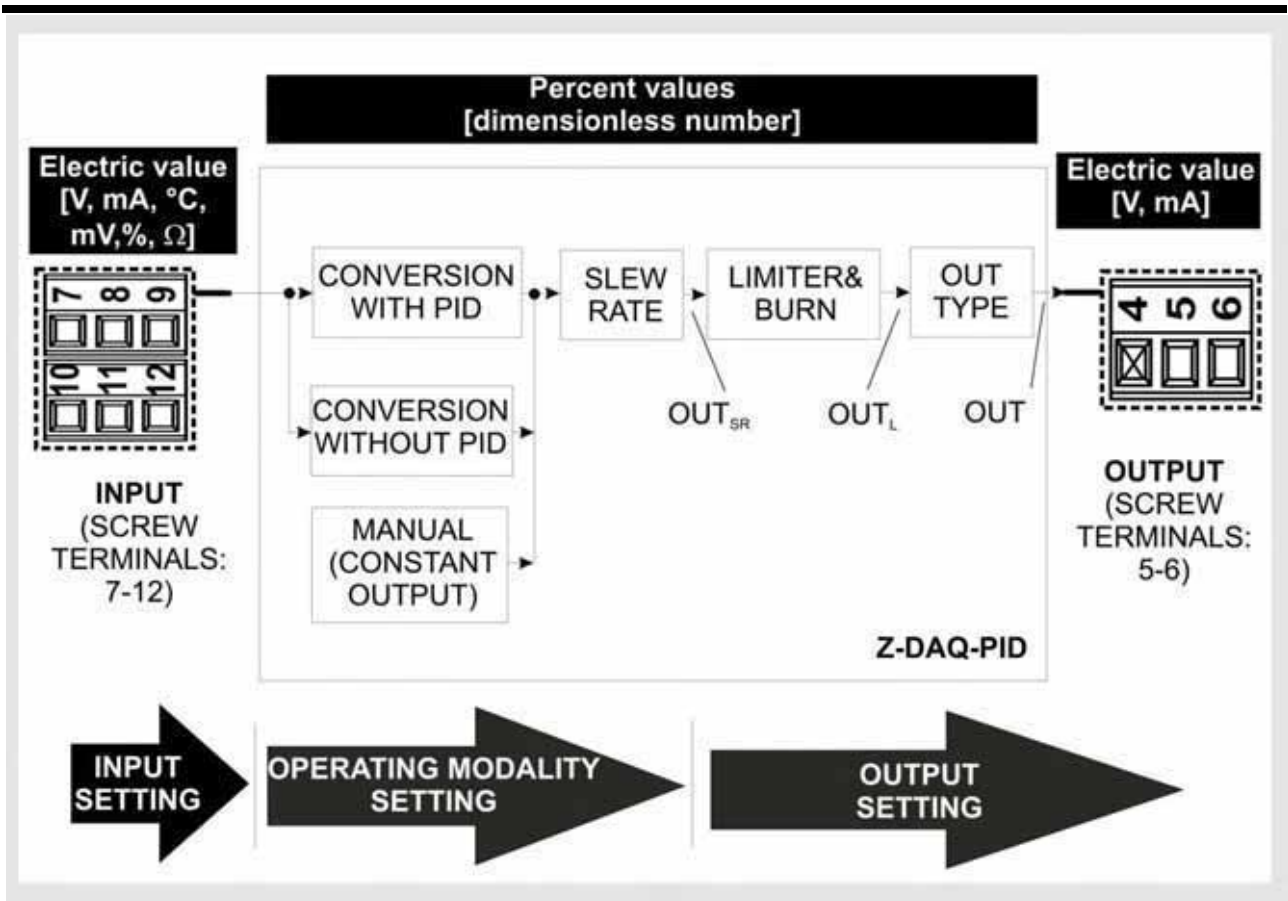 Percent values
[dimensionless number]
Electric value
[V, mA, °C,
mV,%, Ω]
Electric value
[V, mA]
7 8 9
10 11 12
CONVERSION
WITH PID
SLEW
RATE
LIMITER&
BURN
OUT
TYPE
4 5 6
OUTSR
OUTL
OUT
CONVERSION
WITHOUT PID
MANUAL
(CONSTANT
OUTPUT)
INPUT
(SCREW
TERMINALS:
7-12)
OUTPUT
(SCREW
TERMINALS:
5-6)
Z-DAQ-PID
INPUT
SETTING
OPERATING MODALITY
SETTING
OUTPUT
SETTING